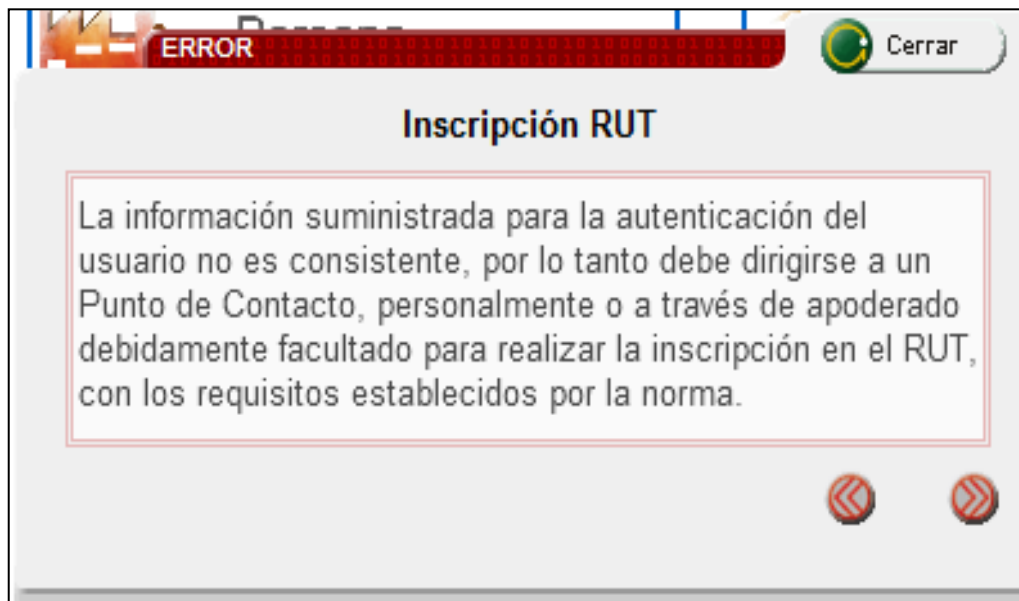 ERROR
Cerrar
Inscripción RUT
La información suministrada para la autenticación del
usuario no es consistente, por lo tanto debe dirigirse a un
Punto de Contacto, personalmente o a través de apoderado
debidamente facultado para realizar la inscripción en el RUT,
con los requisitos establecidos por la norma.